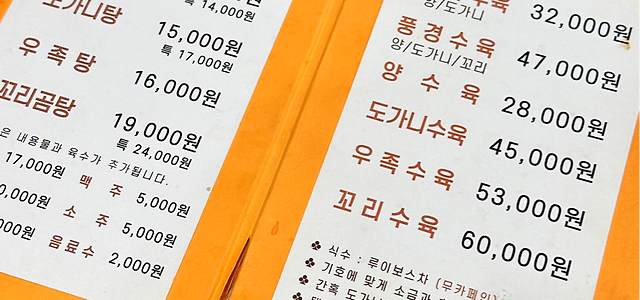 특 14,000원
도가니탕
15,000원
특 17,000원
우족탕
16,000원
꼬리곰탕
19,000원
특 24,000원
은 내용물과 육수가 추가됩니다.
17,000원 맥주 5,000원
0,000원 소주 5,000원
음료수 2,000원
수육 32,000원
양/도가니
풍경수육 47,000원
양/도가니/꼬리
양수육 28,000원
도가니수육 45,000원
우족수육 53,000원
꼬리수육 60,000원
식수 : 루이보스차 (무카페인)
기호에 맞게 소금과
간혹 도가니